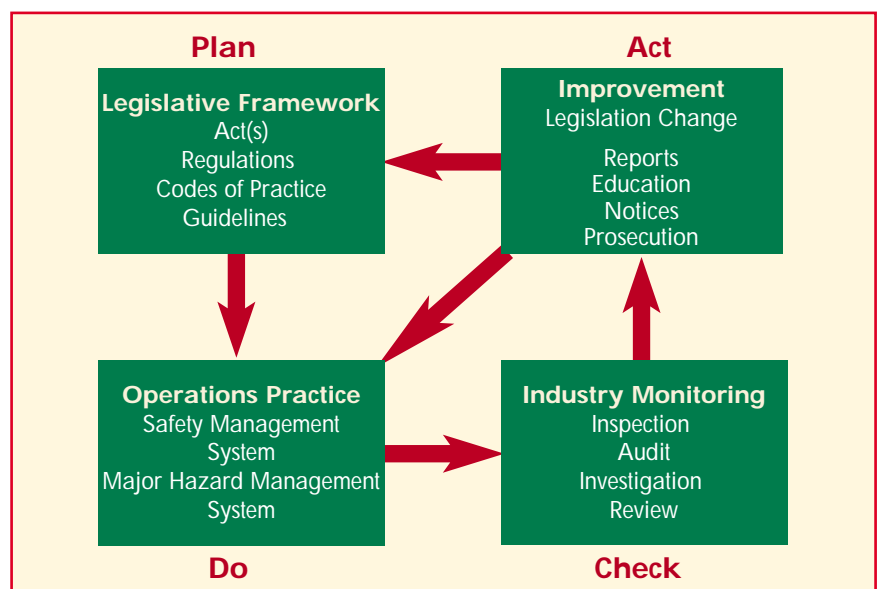 Plan
Legislative Framework
Act(s)
Regulations
Codes of Practice
Guidelines
Act
Improvement
Legislation Change
Reports
Education
Notices
Prosecution
Operations Practice
Safety Management
System
Major Hazard Management
System
Do
Industry Monitoring
Inspection
Audit
Investigation
Review
Check